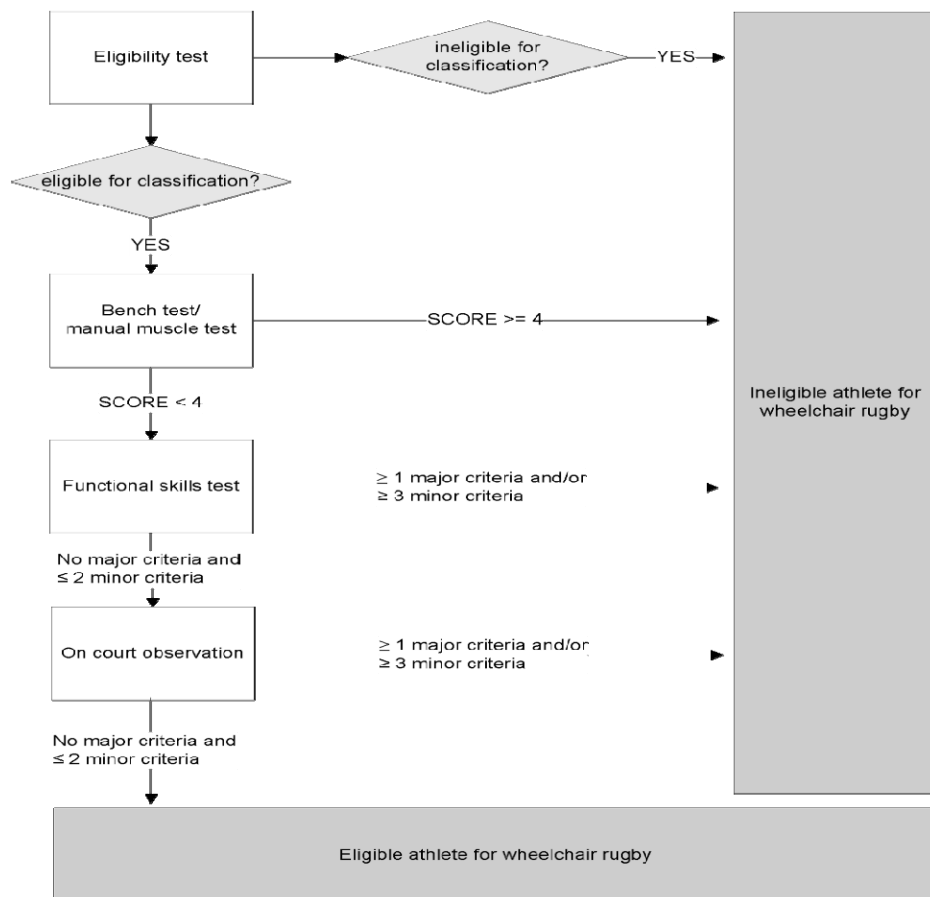 Eligibility test
ineligible for
classification?
YES
eligible for classification?
YES
Bench test/
manual muscle test
SCORE >= 4
Ineligible athlete for
wheelchair rugby
SCORE < 4
Functional skills test
≥ 1 major criteria and/or
≥ 3 minor criteria
No major criteria and
≤ 2 minor criteria
On court observation
≥ 1 major criteria and/or
≥ 3 minor criteria
No major criteria and
≤ 2 minor criteria
Eligible athlete for wheelchair rugby